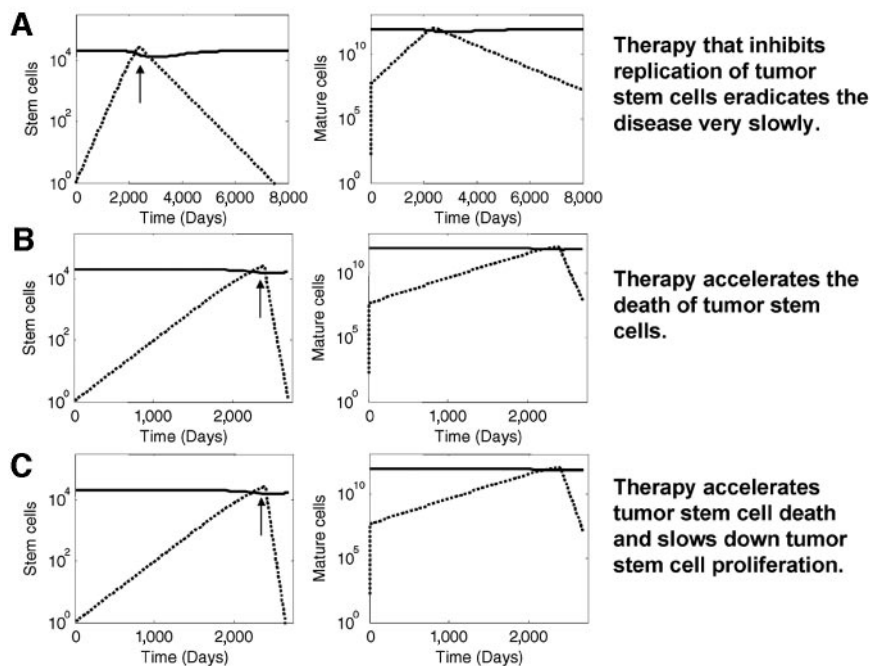 A
Stem cells
10^4
10^2
10^0
0 2,000 4,000 6,000 8,000
Time (Days)
Mature cells
10^10
10^5
10^0
0 2,000 4,000 6,000 8,000
Time (Days)
Therapy that inhibits
replication of tumor
stem cells eradicates the
disease very slowly.
B
Stem cells
10^4
10^2
10^0
0 1,000 2,000
Time (Days)
Mature cells
10^10
10^5
10^0
0 1,000 2,000
Time (Days)
Therapy accelerates the
death of tumor stem
cells.
C
Stem cells
10^4
10^2
10^0
0 1,000 2,000
Time (Days)
Mature cells
10^10
10^5
10^0
0 1,000 2,000
Time (Days)
Therapy accelerates
tumor stem cell death
and slows down tumor
stem cell proliferation.